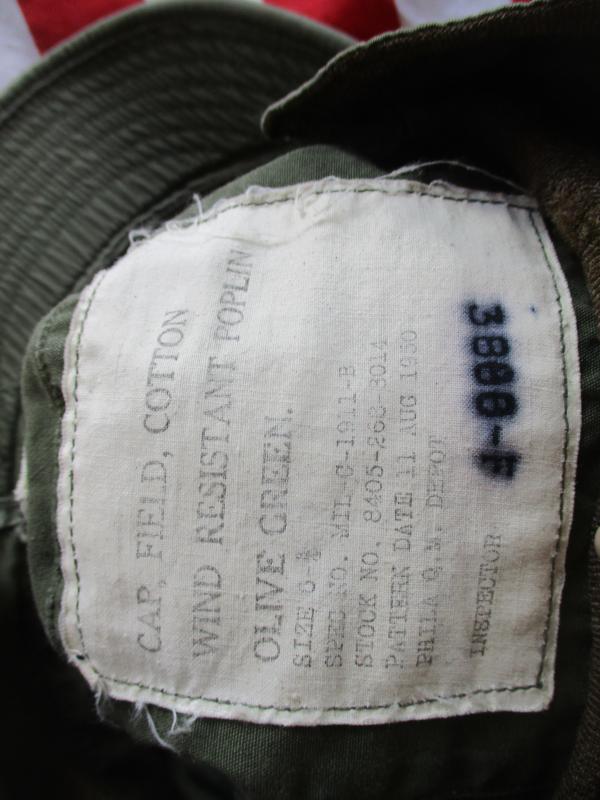 CAP, FIELD, COTTON
WIND RESISTANT POPLIN
OLIVE GREEN.
SIZE
SPEC NO. MIL-C-1911-B
STOCK NO. 8405-268-3014
PATTERN DATE 11 AUG 1950
PHILA Q.M. DEPOT
INSPECTOR